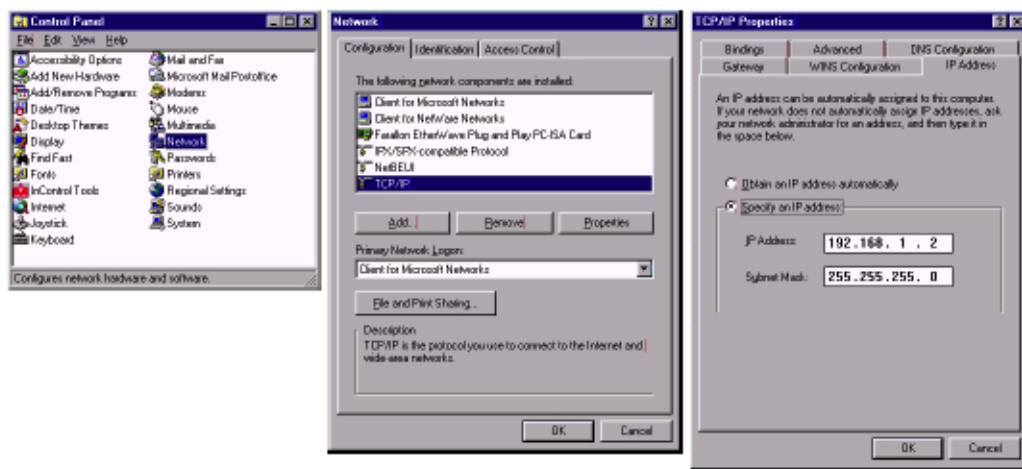 Control Panel
File Edit View Help
Accessibility Options
Add New Hardware
Add/Remove Programs
Date/Time
Desktop Themes
Display
Find Fast
Fonts
InControl Tools
Internet
Joystick
Keyboard
Mail and Fax
Microsoft Mail Postoffice
Modems
Mouse
Multimedia
Network
Passwords
Printers
Regional Settings
Sounds
System
Configures network hardware and software.
Network
Configuration Identification Access Control
The following network components are installed:
Client for Microsoft Networks
Client for NetWare Networks
Farallon EtherWave Plug and Play PC-ISA Card
IPX/SPX-compatible Protocol
NetBEUI
TCP/IP
Add... Remove Properties
Primary Network Logon:
Client for Microsoft Networks
File and Print Sharing...
Description
TCP/IP is the protocol you use to connect to the Internet and
wide-area networks.
OK Cancel
TCP/IP Properties
Bindings Advanced DNS Configuration
Gateway WINS Configuration IP Address
An IP address can be automatically assigned to this computer.
If your network does not automatically assign IP addresses, ask
your network administrator for an address, and then type it in
the space below.
Obtain an IP address automatically
Specify an IP address:
IP Address: 192.168. 1 . 2
Subnet Mask: 255.255.255. 0
OK Cancel